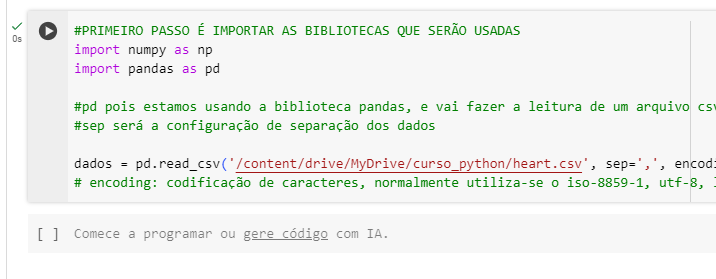 #PRIMEIRO PASSO É IMPORTAR AS BIBLIOTECAS QUE SERÃO USADAS
0s
import numpy as np
import pandas as pd
#pd pois estamos usando a biblioteca pandas, e vai fazer a leitura de um arquivo csv
#sep será a configuração de separação dos dados
dados = pd.read_csv('/content/drive/MyDrive/curso_python/heart.csv', sep=',', encodi
# encoding: codificação de caracteres, normalmente utiliza-se o iso-8859-1, utf-8,
[ ] Comece a programar ou gere código com IA.